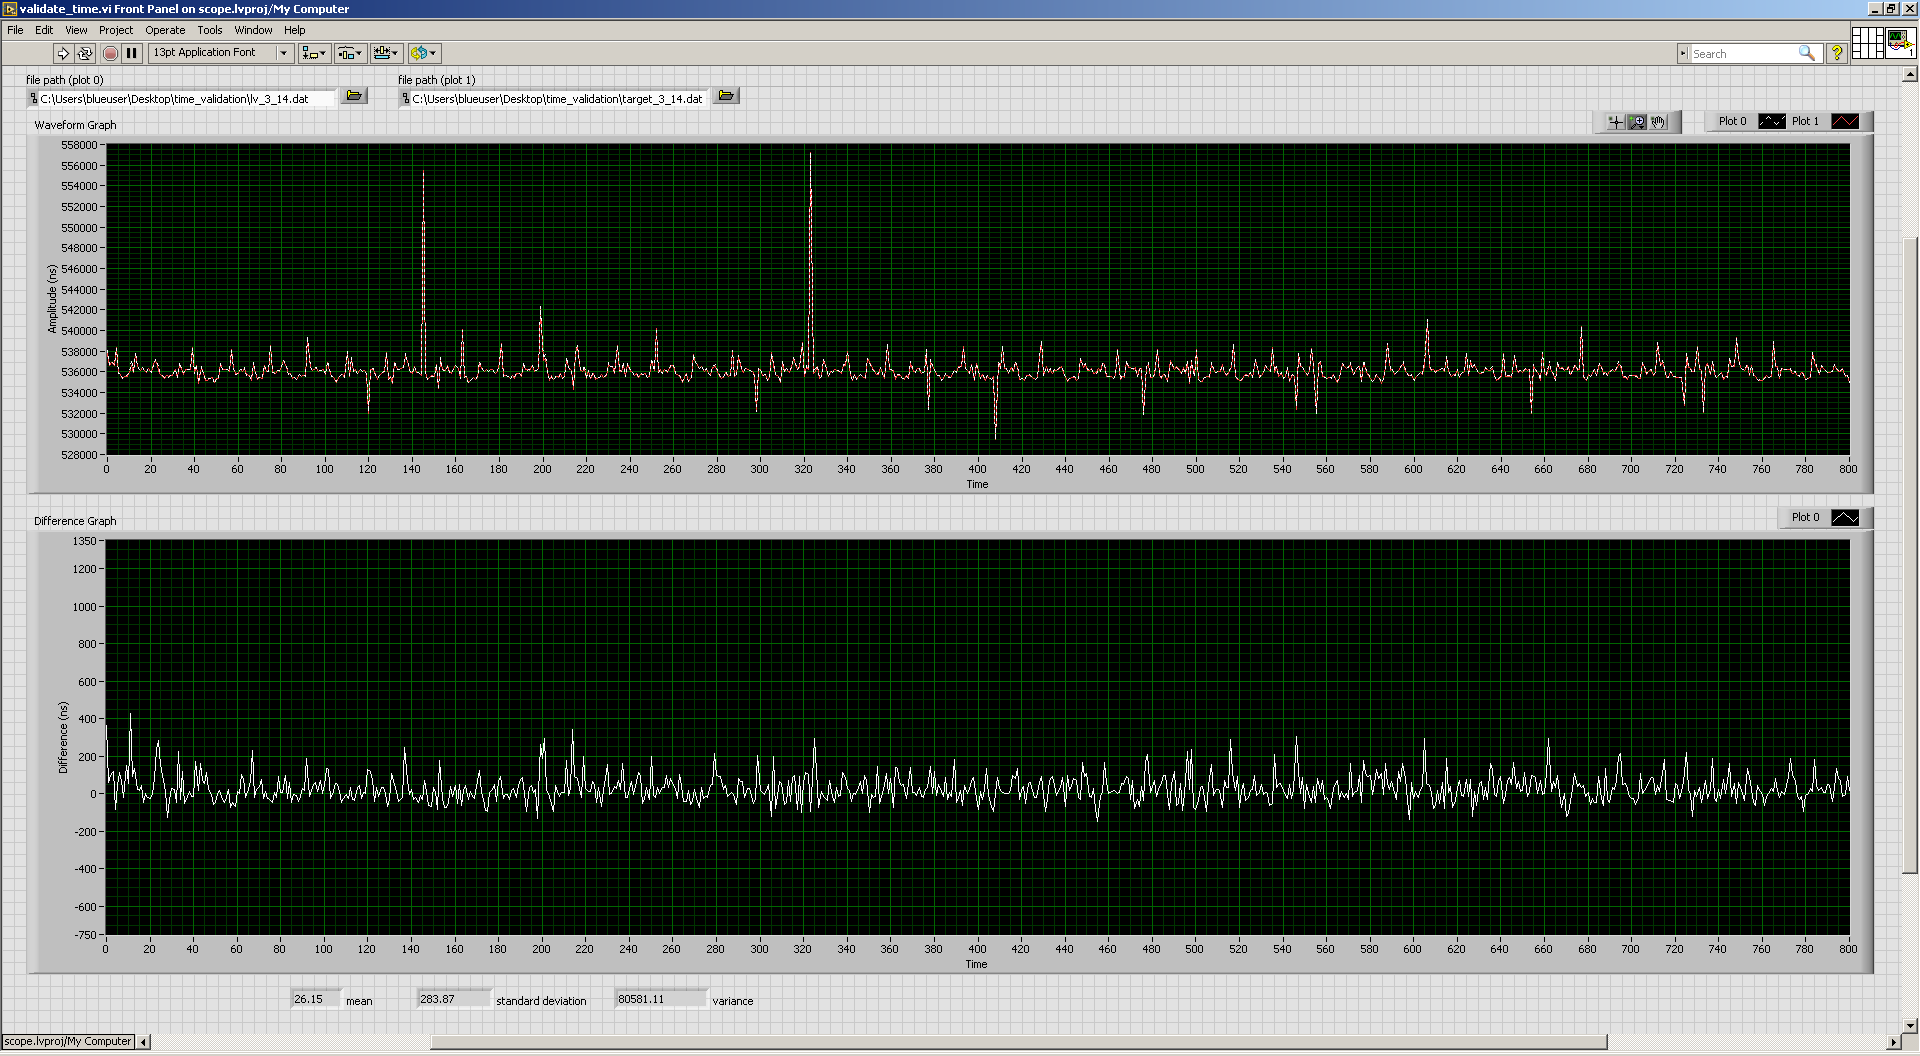 validate_time.vi Front Panel on scope.lvproj/My Computer
File Edit View Project Operate Tools Window Help
13pt Application Font
Search
?
1
file path (plot 0)
C:\Users\blueuser\Desktop\time_validation\lv_3_14.dat
file path (plot 1)
C:\Users\blueuser\Desktop\time_validation\target_3_14.dat
Waveform Graph
Plot 0
Plot 1
Amplitude (ns)
558000
556000
554000
552000
550000
548000
546000
544000
542000
540000
538000
536000
534000
532000
530000
528000
0 20 40 60 80 100 120 140 160 180 200 220 240 260 280 300 320 340 360 380 400 420 440 460 480 500 520 540 560 580 600 620 640 660 680 700 720 740 760 780 800
Time
Difference Graph
Plot 0
Difference (ns)
1350
1200
1000
800
600
400
200
0
-200
-400
-600
-750
0 20 40 60 80 100 120 140 160 180 200 220 240 260 280 300 320 340 360 380 400 420 440 460 480 500 520 540 560 580 600 620 640 660 680 700 720 740 760 780 800
Time
26.15 mean
283.87 standard deviation
80581.11 variance
scope.lvproj/My Computer